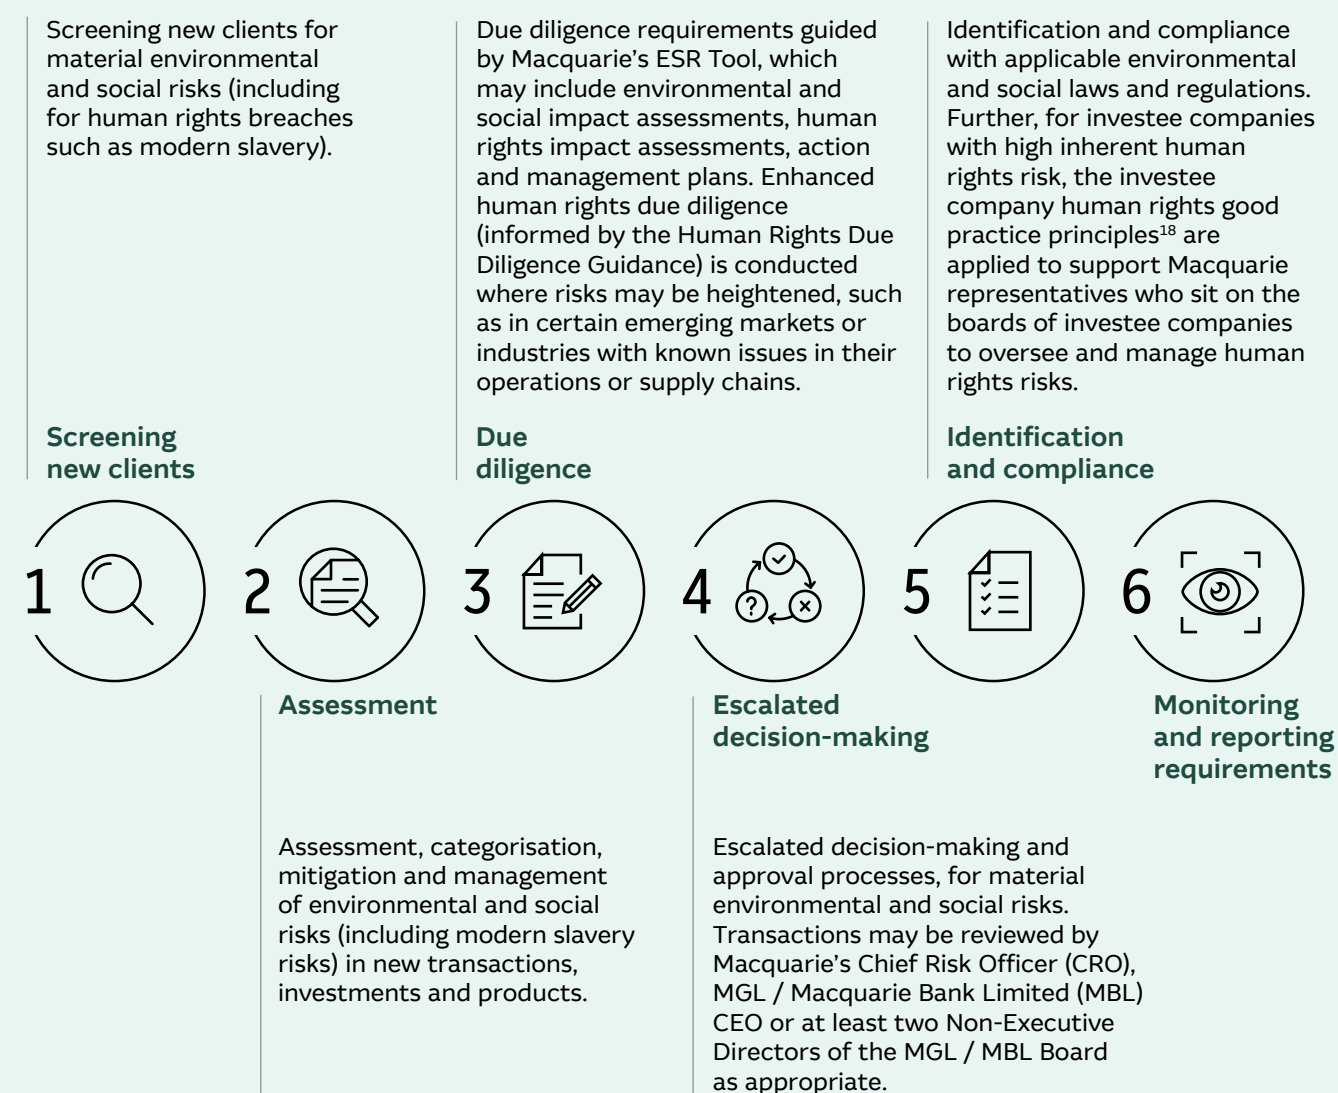 Screening new clients for
material environmental
and social risks (including
for human rights breaches
such as modern slavery).
Screening
new clients
1
2
Assessment
Assessment, categorisation,
mitigation and management
of environmental and social
risks (including modern slavery
risks) in new transactions,
investments and products.
Due diligence requirements guided
by Macquarie’s ESR Tool, which
may include environmental and
social impact assessments, human
rights impact assessments, action
and management plans. Enhanced
human rights due diligence
(informed by the Human Rights Due
Diligence Guidance) is conducted
where risks may be heightened, such
as in certain emerging markets or
industries with known issues in their
operations or supply chains.
Due
diligence
3
4
?
Escalated
decision-making
Escalated decision-making and
approval processes, for material
environmental and social risks.
Transactions may be reviewed by
Macquarie’s Chief Risk Officer (CRO),
MGL / Macquarie Bank Limited (MBL)
CEO or at least two Non-Executive
Directors of the MGL / MBL Board
as appropriate.
Identification and compliance
with applicable environmental
and social laws and regulations.
Further, for investee companies
with high inherent human
rights risk, the investee
company human rights good
practice principles18 are
applied to support Macquarie
representatives who sit on the
boards of investee companies
to oversee and manage human
rights risks.
Identification
and compliance
5
6
Monitoring
and reporting
requirements